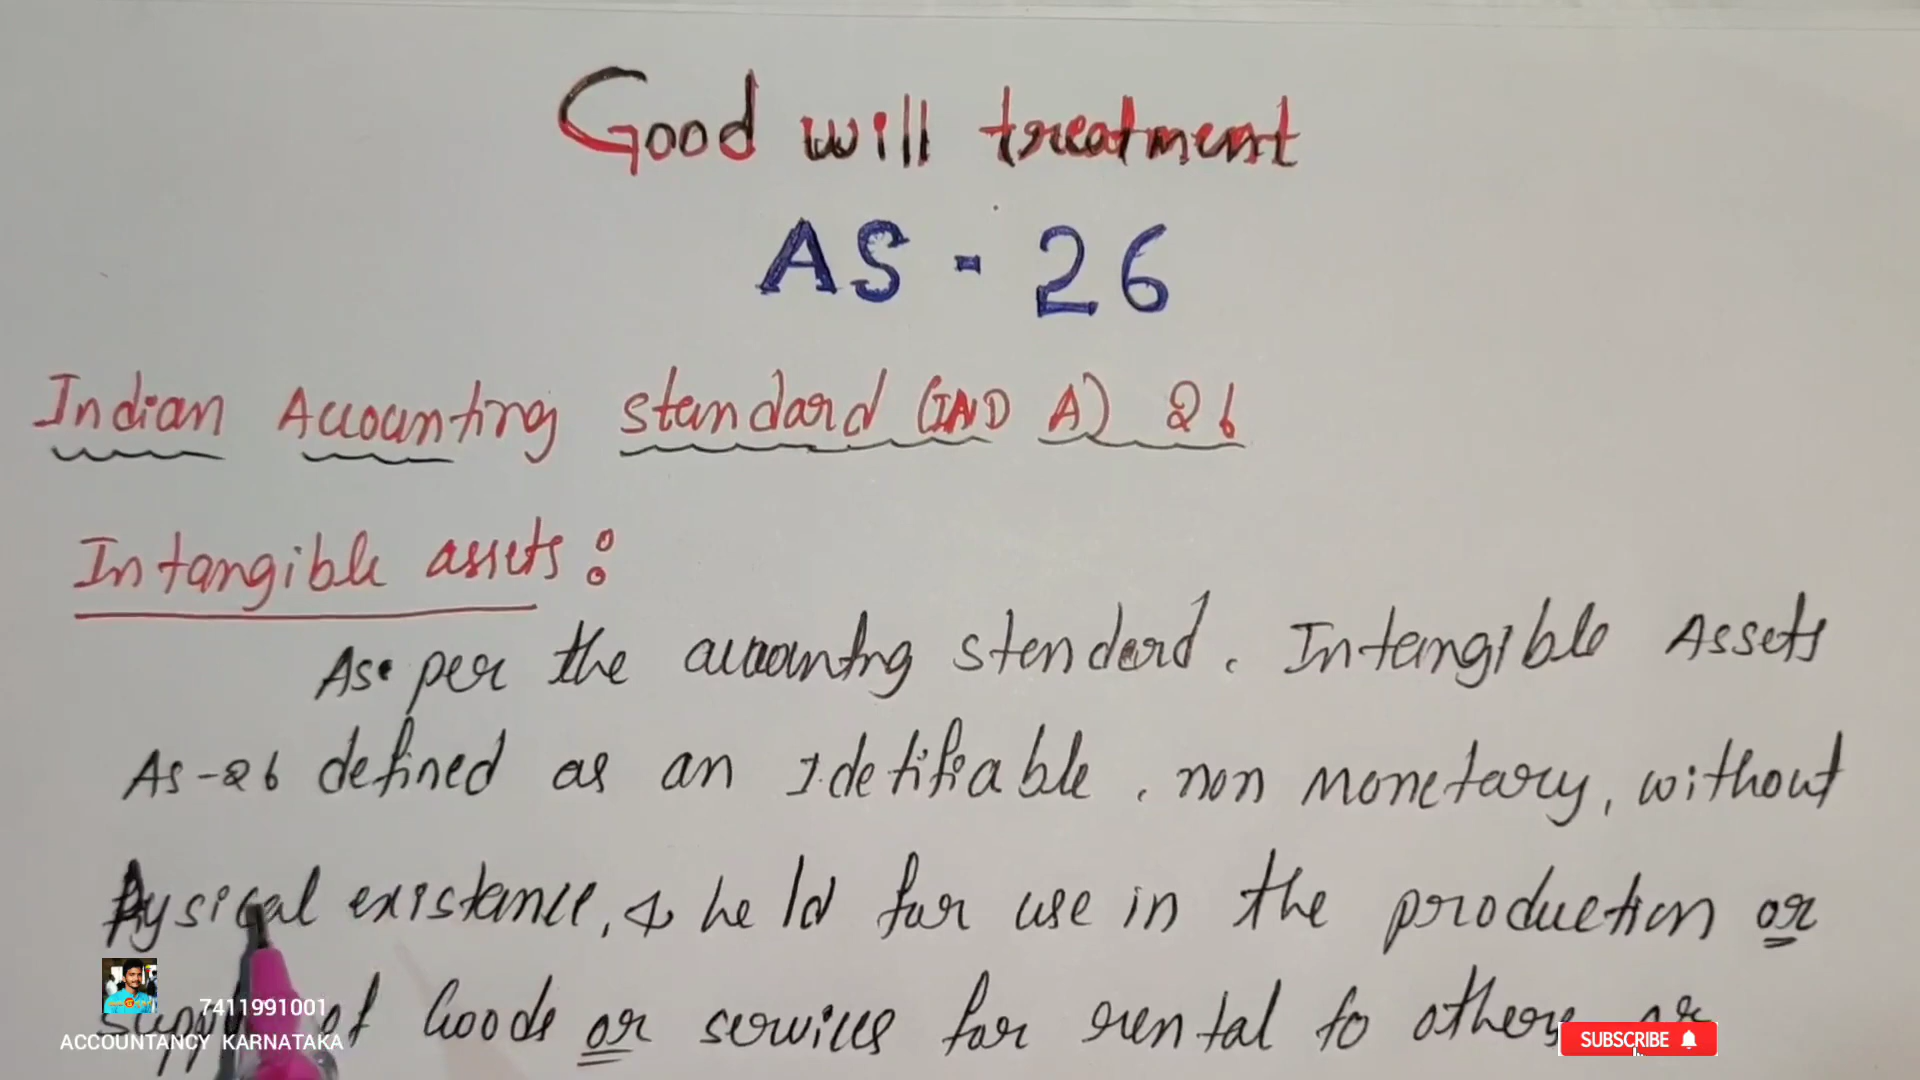 Good will treatment
AS - 26
Indian Accounting standard (IND A) 26
Intangible assets:
As per the accounting standard. Intangible Assets
AS-26 defined as an Idetifiable, non monetary, without
Pysical existance, & held for use in the production or
of Goods or services for rental to others or
7411991001
ACCOUNTANCY KARNATAKA
SUBSCRIBE